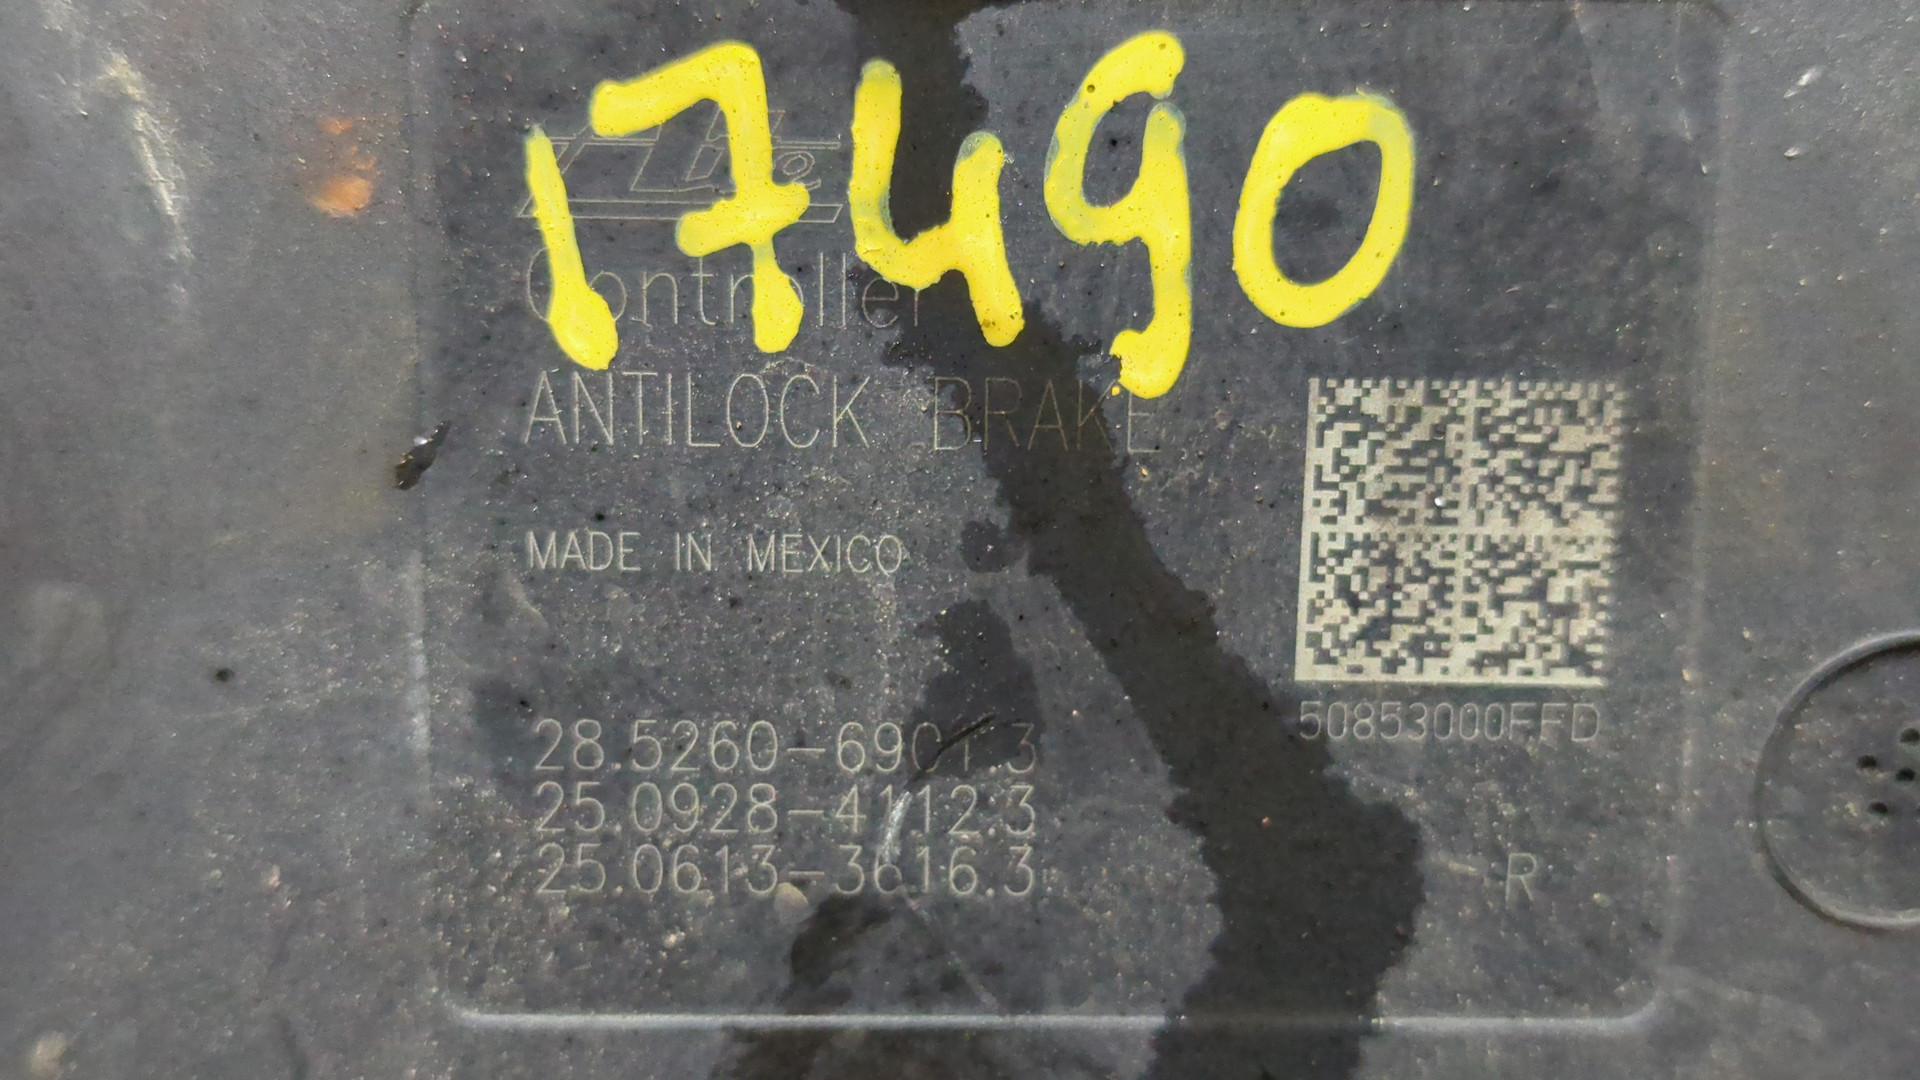 17490
Controller
ANTILOCK BRAKE
MADE IN MEXICO
50853000FFD
28.5260-6901.3
25.0928-4112.3
25.0613-3616.3
R